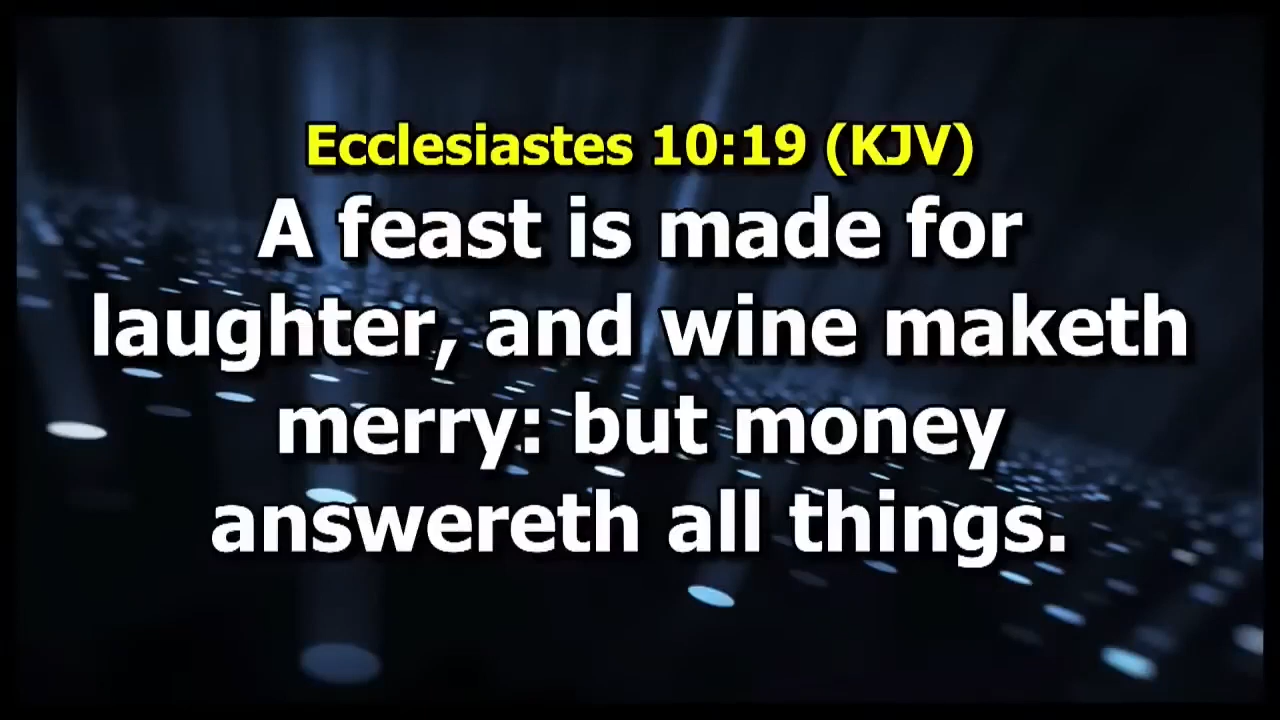 Ecclesiastes 10:19 (KJV)
A feast is made for
laughter, and wine maketh
merry: but money
answereth all things.